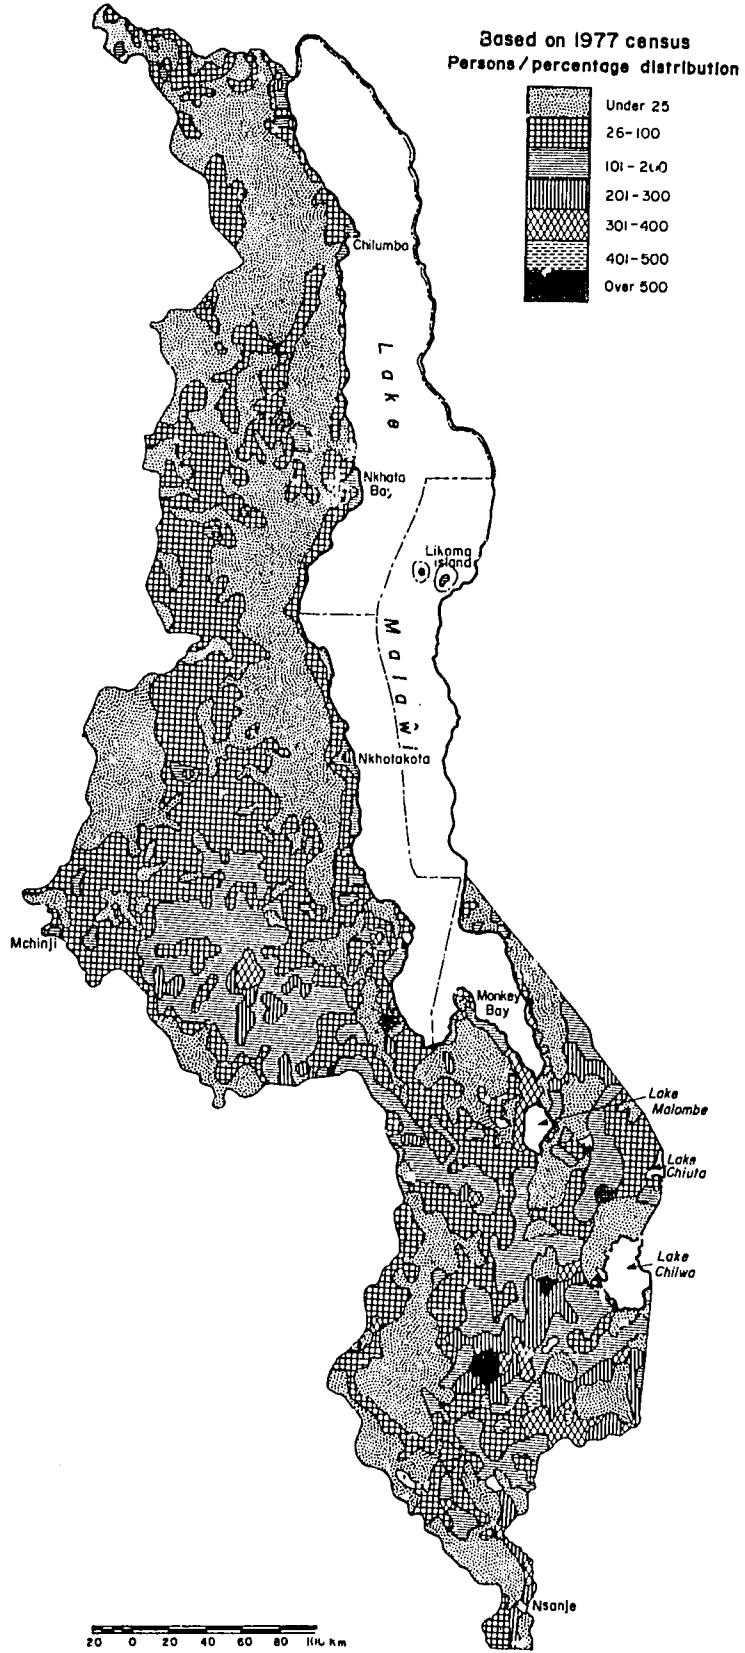 Based on 1977 census
Persons/percentage distribution
Under 25
26-100
101-200
201-300
301-400
401-500
Over 500
Chilumba
Lake
Nkhata
Bay
Likoma
Island
Malawi
Nkhotakota
Mchinji
Monkey
Bay
Lake
Malombe
Lake
Chiuta
Lake
Chilwa
Nsanje
20 0 20 40 60 80 100 km